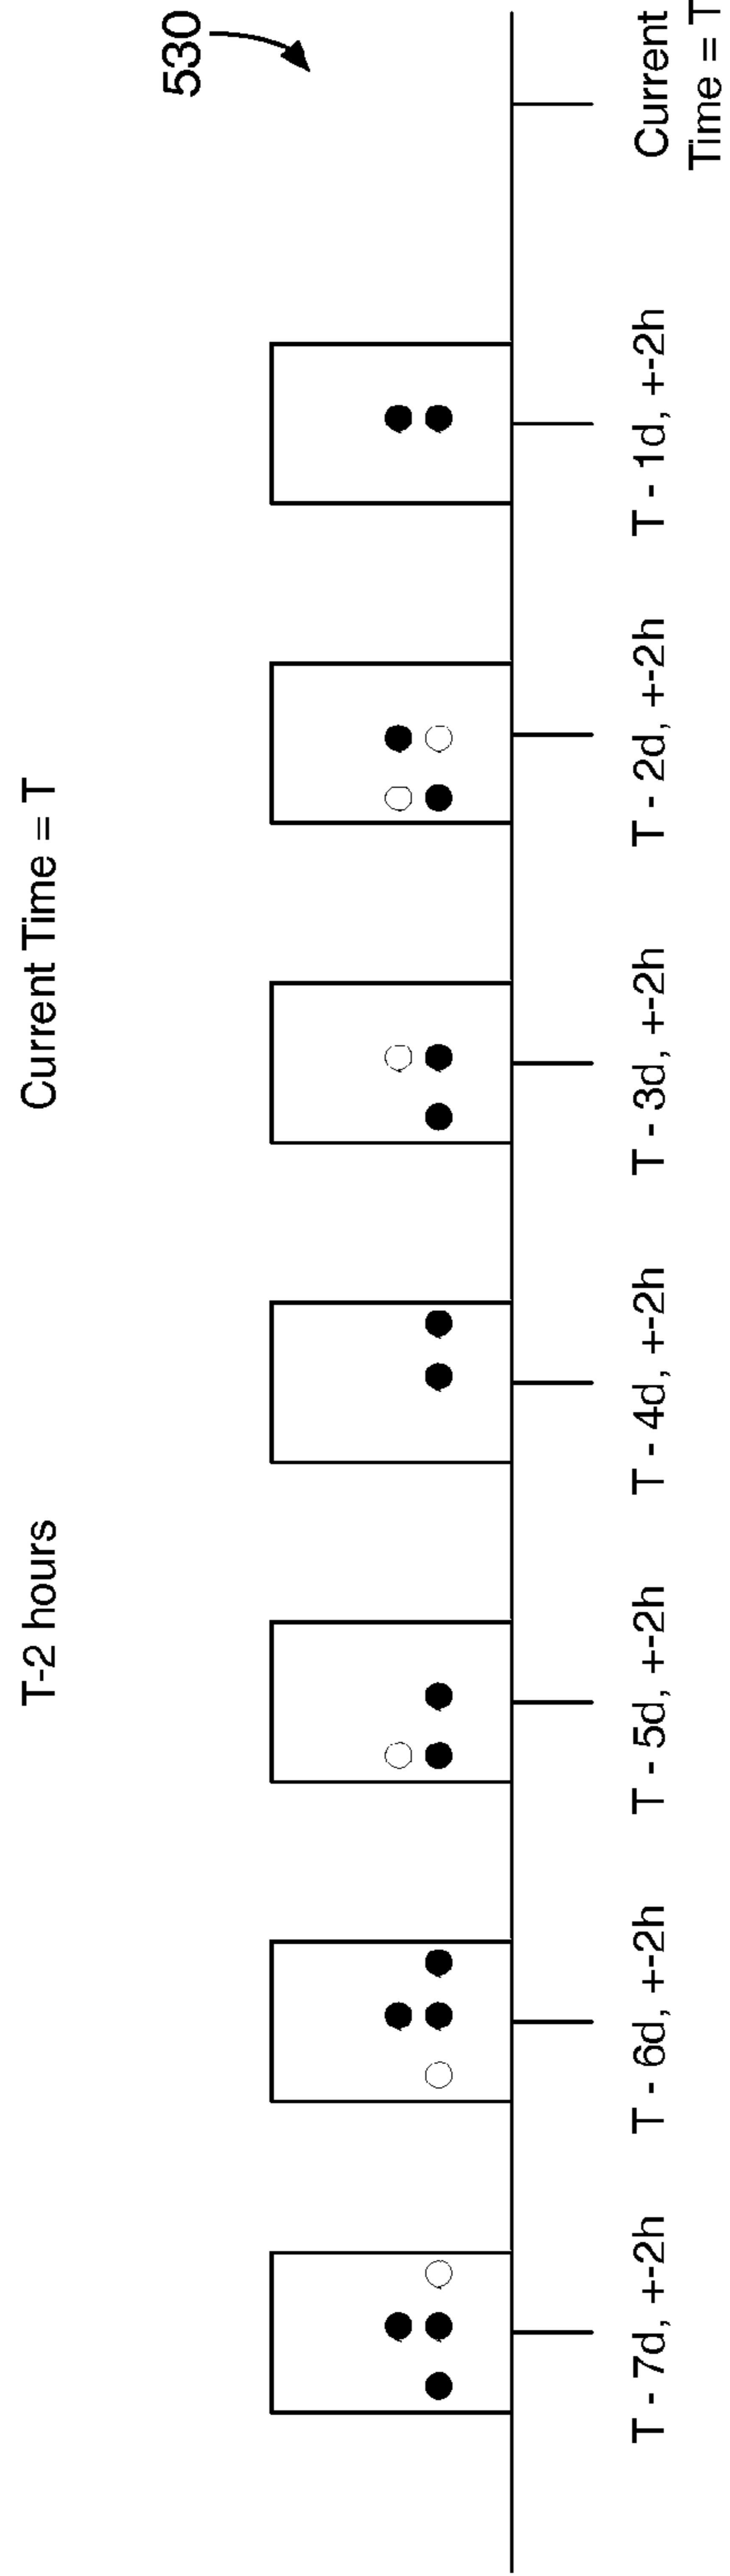 T-2 hours
Current Time = T
530
T - 7d, +-2h
T - 6d, +-2h
T - 5d, +-2h
T - 4d, +-2h
T - 3d, +-2h
T - 2d, +-2h
T - 1d, +-2h
Current
Time = T